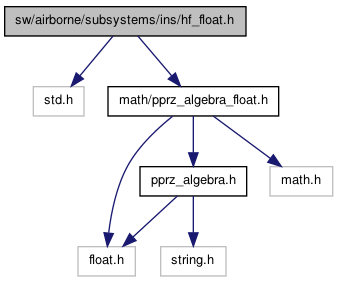 sw/airborne/subsystems/ins/hf_float.h
std.h
math/pprz_algebra_float.h
pprz_algebra.h
math.h
float.h
string.h